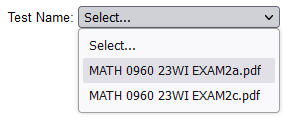 Test Name: Select...
Select...
MATH 0960 23WI EXAM2a.pdf
MATH 0960 23WI EXAM2c.pdf